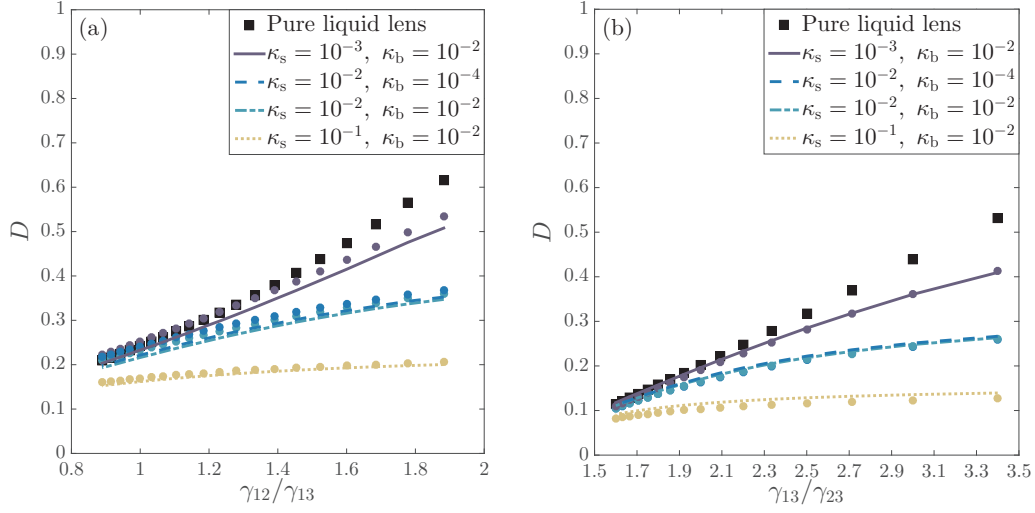 (a)
Pure liquid lens
κs = 10−3, κb = 10−2
κs = 10−2, κb = 10−4
κs = 10−2, κb = 10−2
κs = 10−1, κb = 10−2
1
0.9
0.8
0.7
0.6
0.5
0.4
0.3
0.2
0.1
0
D
0.8 1 1.2 1.4 1.6 1.8 2
γ12/γ13
(b)
Pure liquid lens
κs = 10−3, κb = 10−2
κs = 10−2, κb = 10−4
κs = 10−2, κb = 10−2
κs = 10−1, κb = 10−2
1
0.9
0.8
0.7
0.6
0.5
0.4
0.3
0.2
0.1
0
D
1.5 1.7 1.9 2.1 2.3 2.5 2.7 2.9 3.1 3.3 3.5
γ13/γ23